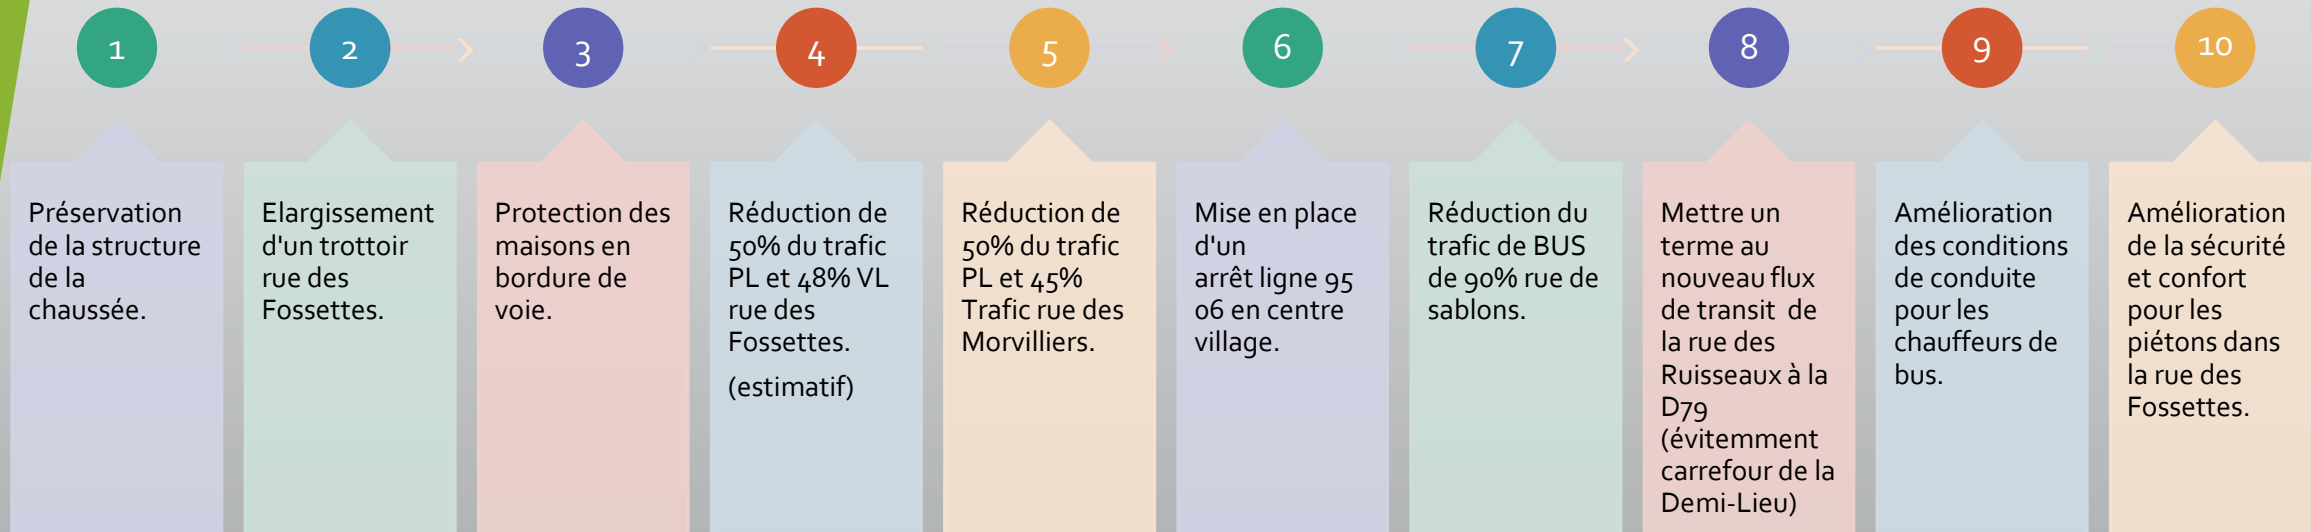 1
Préservation
de la structure
de la
chaussée.
2
Elargissement
d'un trottoir
rue des
Fossettes.
3
Protection des
maisons en
bordure de
voie.
4
Réduction de
50% du trafic
PL et 48% VL
rue des
Fossettes.
(estimatif)
5
Réduction de
50% du trafic
PL et 45%
Trafic rue des
Morvilliers.
6
Mise en place
d'un
arrêt ligne 95
06 en centre
village.
7
Réduction du
trafic de BUS
de 90% rue de
sablons.
8
Mettre un
terme au
nouveau flux
de transit  de
la rue des
Ruisseaux à la
D79
(évitemment
carrefour de la
Demi-Lieu)
9
Amélioration
des conditions
de conduite
pour les
chauffeurs de
bus.
10
Amélioration
de la sécurité
et confort
pour les
piétons dans
la rue des
Fossettes.